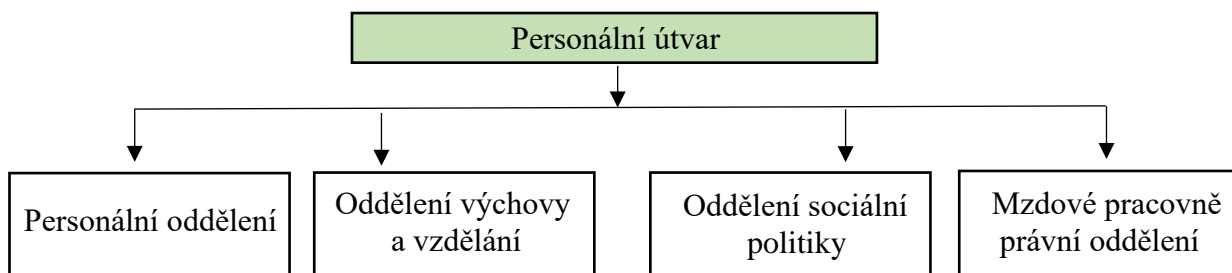 Personální útvar
Personální oddělení
Oddělení výchovy
a vzdělání
Oddělení sociální
politiky
Mzdové pracovně
právní oddělení